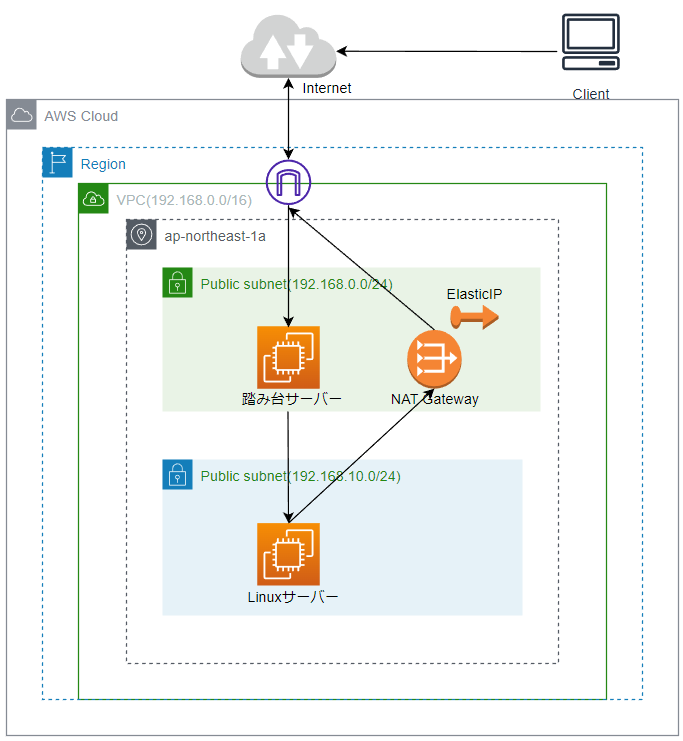 Internet
Client
AWS Cloud
Region
VPC(192.168.0.0/16)
ap-northeast-1a
Public subnet(192.168.0.0/24)
ElasticIP
踏み台サーバー
NAT Gateway
Public subnet(192.168.10.0/24)
Linuxサーバー